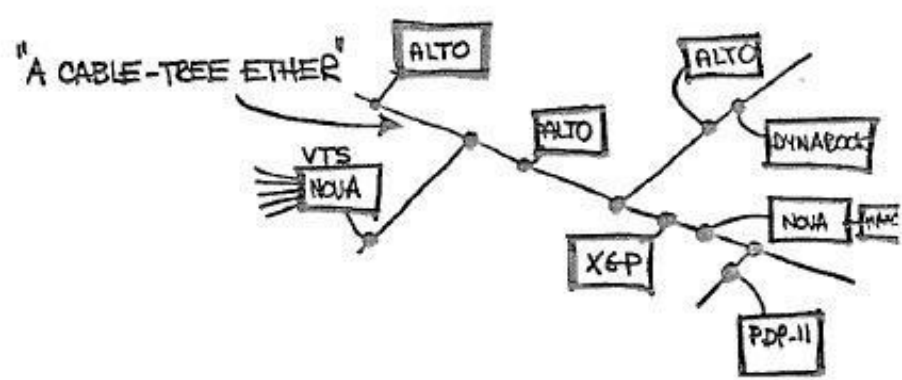 "A CABLE-TREE ETHER"
ALTO
ALTO
ALTO
DYNABOOK
VTS
NOVA
NOVA
XGP
PDP-11